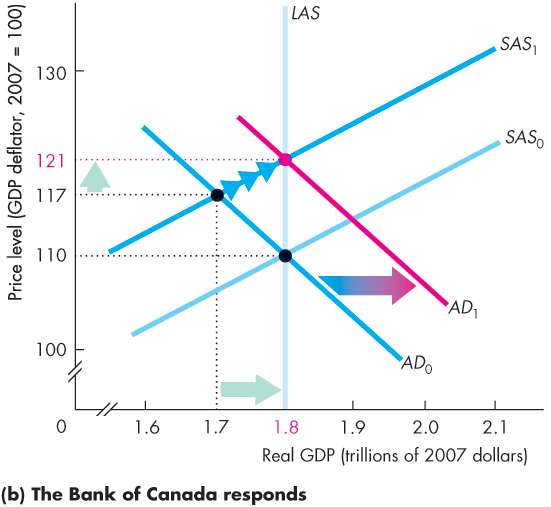 Price level (GDP deflator, 2007 = 100)
LAS
SAS1
130
SAS0
121
117
110
AD1
100
AD0
0
1.6 1.7 1.8 1.9 2.0 2.1
Real GDP (trillions of 2007 dollars)
(b) The Bank of Canada responds